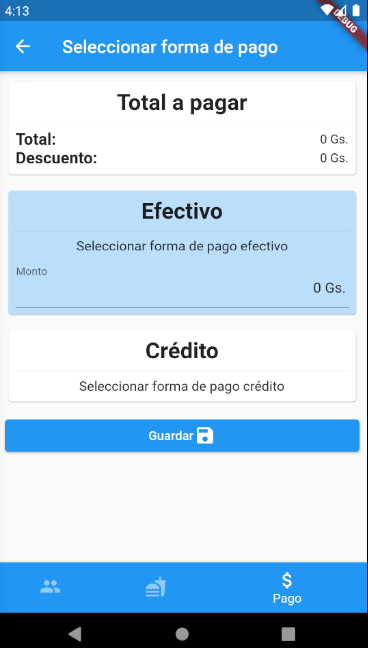 4:13
DEBUG
Seleccionar forma de pago
Total a pagar
Total: 0 Gs.
Descuento: 0 Gs.
Efectivo
Seleccionar forma de pago efectivo
Monto
0 Gs.
Crédito
Seleccionar forma de pago crédito
Guardar
Pago